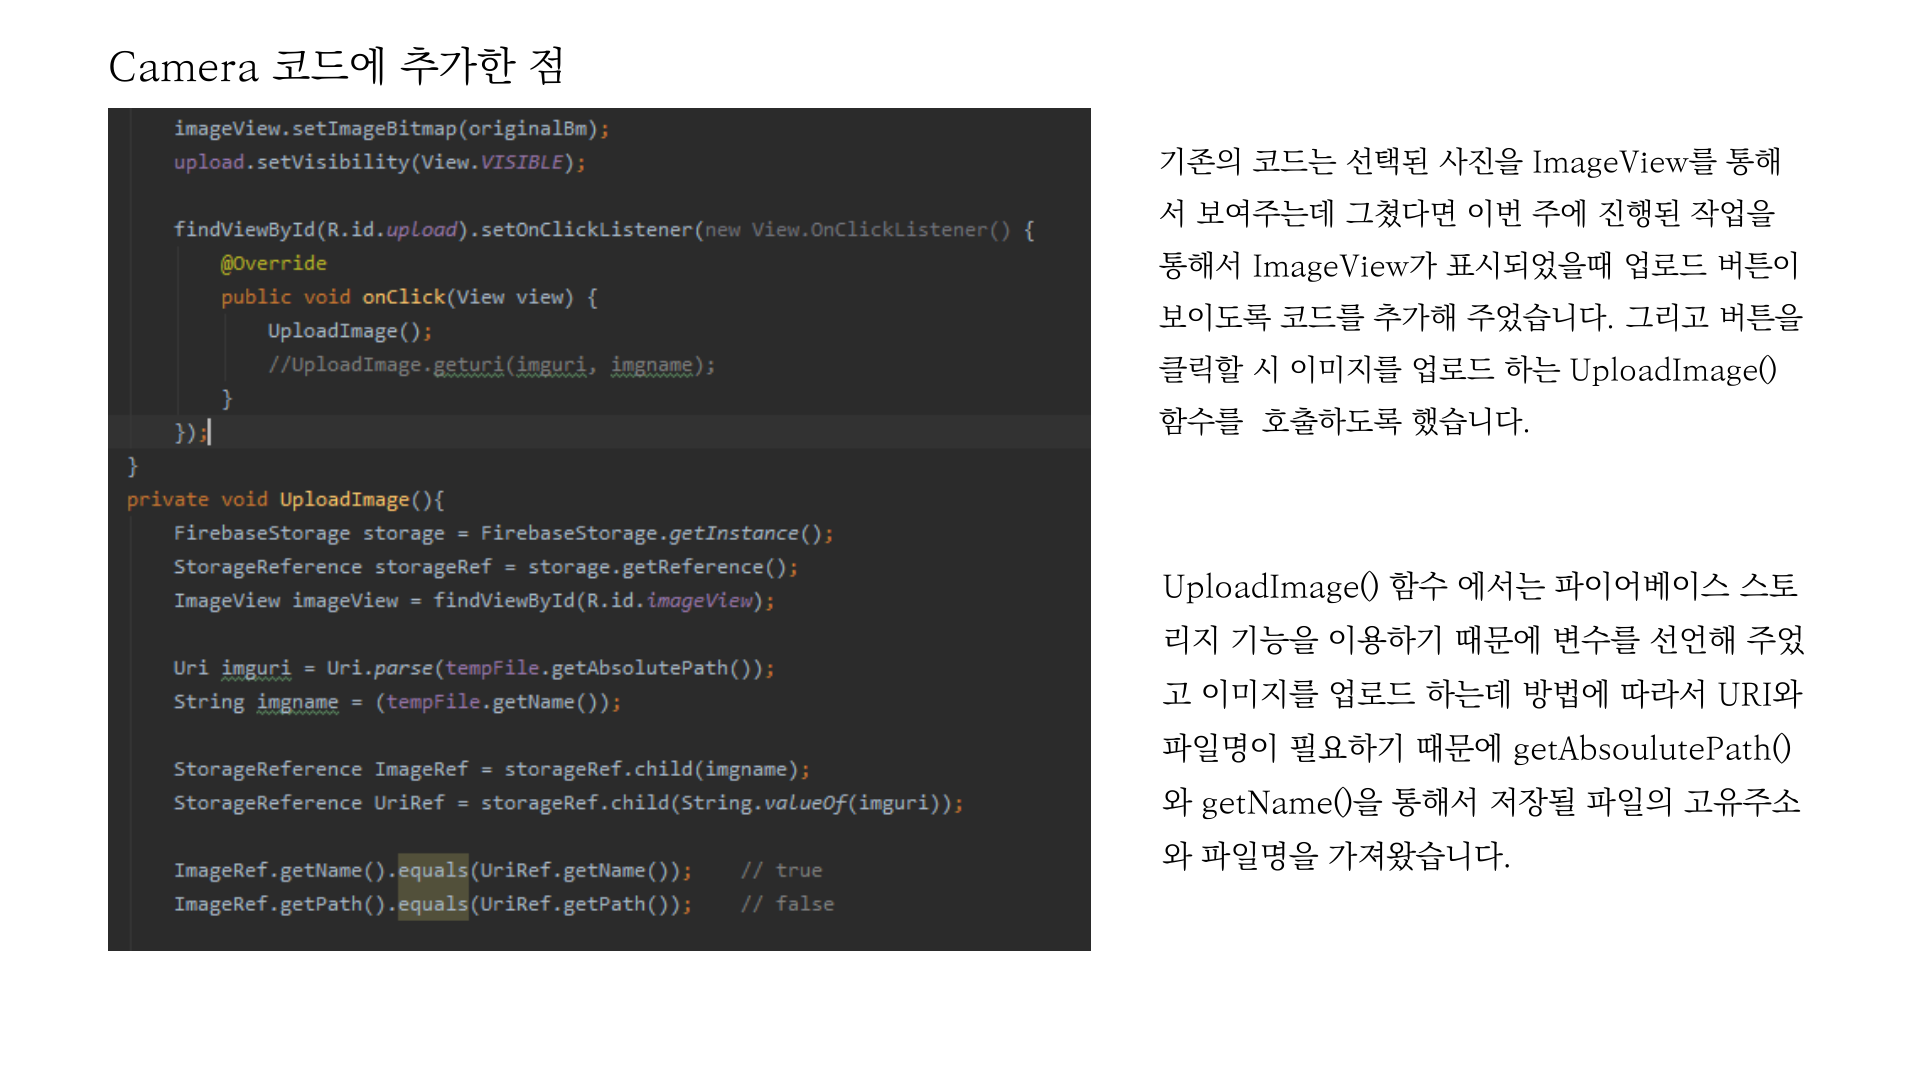 Camera 코드에 추가한 점
imageView.setImageBitmap(originalBm);
upload.setVisibility(View.VISIBLE);
findViewById(R.id.upload).setOnClickListener(new View.OnClickListener() {
@Override
public void onClick(View view) {
UploadImage();
//UploadImage.geturi(imguri, imgname);
}
});
}
private void UploadImage(){
FirebaseStorage storage = FirebaseStorage.getInstance();
StorageReference storageRef = storage.getReference();
ImageView imageView = findViewById(R.id.imageView);
Uri imguri = Uri.parse(tempFile.getAbsolutePath());
String imgname = (tempFile.getName());
StorageReference ImageRef = storageRef.child(imgname);
StorageReference UriRef = storageRef.child(String.valueOf(imguri));
ImageRef.getName().equals(UriRef.getName());    // true
ImageRef.getPath().equals(UriRef.getPath());    // false
기존의 코드는 선택된 사진을 ImageView를 통해
서 보여주는데 그쳤다면 이번 주에 진행된 작업을
통해서 ImageView가 표시되었을때 업로드 버튼이
보이도록 코드를 추가해 주었습니다. 그리고 버튼을
클릭할 시 이미지를 업로드 하는 UploadImage()
함수를  호출하도록 했습니다.
UploadImage() 함수 에서는 파이어베이스 스토
리지 기능을 이용하기 때문에 변수를 선언해 주었
고 이미지를 업로드 하는데 방법에 따라서 URI와
파일명이 필요하기 때문에 getAbsoulutePath()
와 getName()을 통해서 저장될 파일의 고유주소
와 파일명을 가져왔습니다.